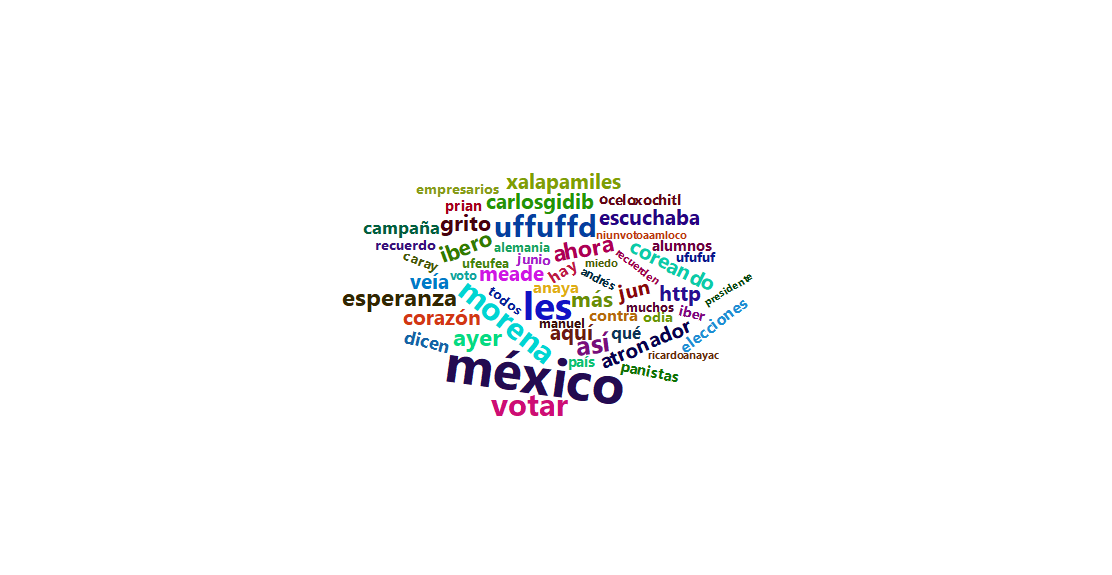 xalapamiles
empresarios
prian
carlosgidib
oceloxochitl
campaña
grito
uffuffd
escuchaba
niunvotoaamloco
recuerdo
ibero
alemania
ahora
coreando
alumnos
ufufuf
caray
ufeufea
junio
miedo
recuerden
veía
voto
meade
hay
andrés
presidente
esperanza
morena
todos
anaya
les
más
jun
http
corazón
muchos
iber
contra
odia
elecciones
dicen
ayer
manuel
aquí
qué
así
atronador
ricardoanayac
país
panistas
méxico
votar